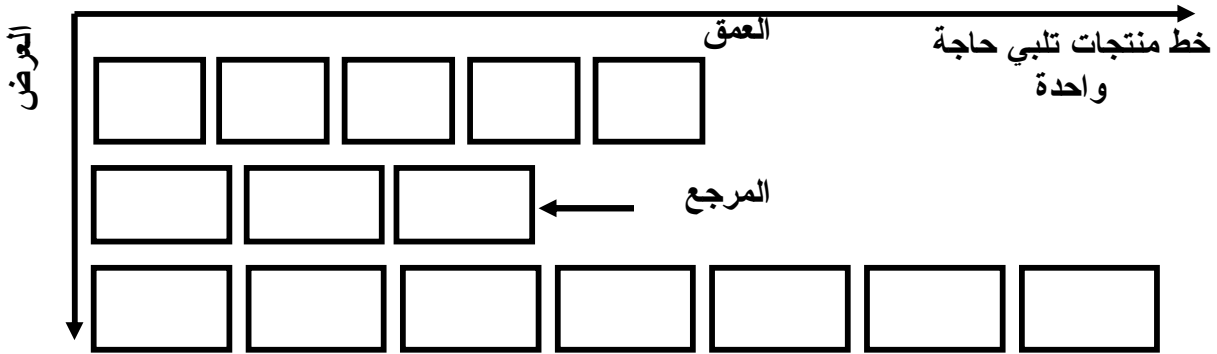 العمق
خط منتجات تلبي حاجة
واحدة
العرض
المرجع